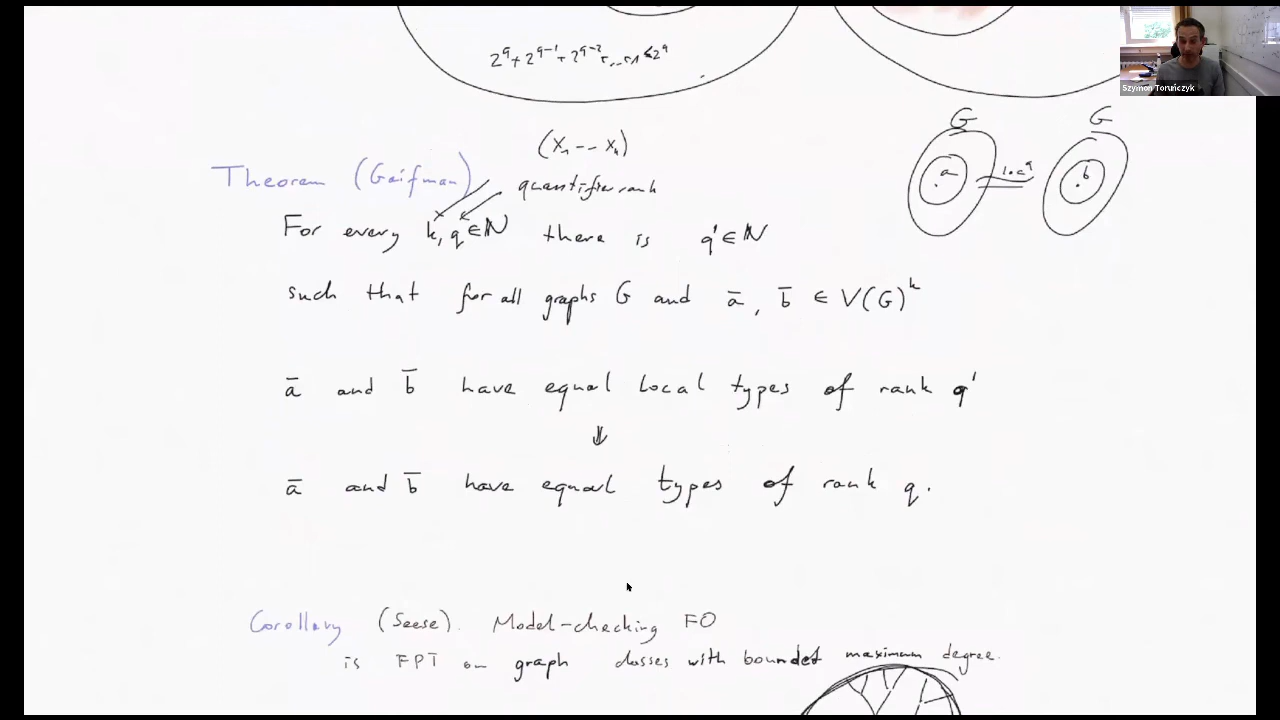 Szymon Toruńczyk
2^q + 2^{q-1} + 2^{q-2} + ... +1 ≤ 2^q
G G
(x₁ -- x_k)
a loc^q b
Theorem (Gaifman)
quantifier rank
For every k, q ∈ ℕ there is q' ∈ ℕ
such that for all graphs G and ā, b̄ ∈ V(G)^k
ā and b̄ have equal local types of rank q'
⇓
ā and b̄ have equal types of rank q.
Corollary (Seese). Model-checking FO
is FPT on graph classes with bounded maximum degree.